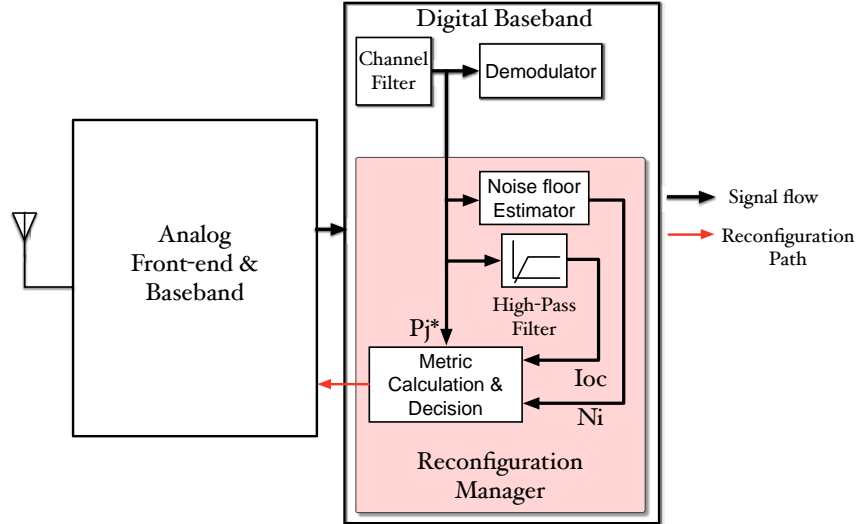 Digital Baseband
Channel
Filter
Demodulator
Noise floor
Estimator
Signal flow
Reconfiguration
Path
Analog
Front-end &
Baseband
High-Pass
Filter
Pj*
Metric
Calculation &
Decision
Ioc
Ni
Reconfiguration
Manager